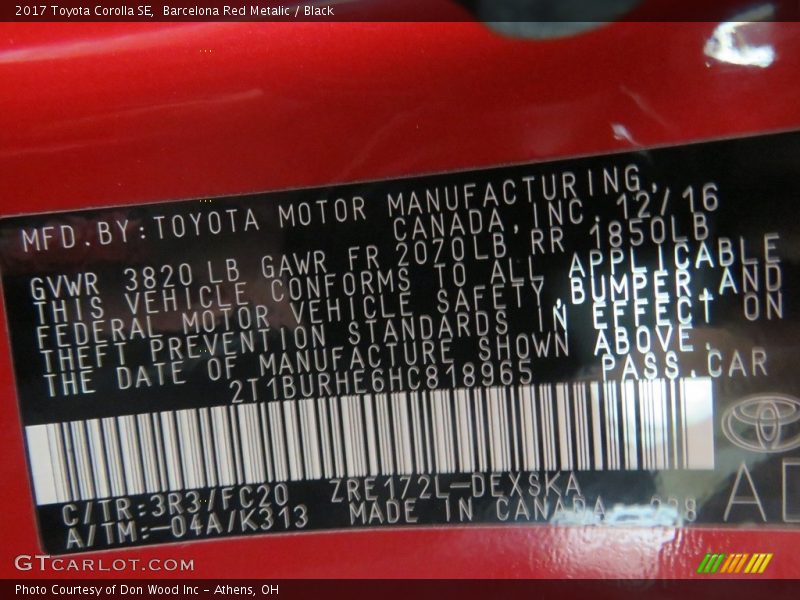 2017 Toyota Corolla SE, Barcelona Red Metalic / Black
MFD.BY:TOYOTA MOTOR MANUFACTURING,
CANADA,INC. 12/16
GVWR 3820LB GAWR FR 2070LB RR 1850LB
THIS VEHICLE CONFORMS TO ALL APPLICABLE
FEDERAL MOTOR VEHICLE SAFETY,BUMPER,AND
THEFT PREVENTION STANDARDS IN EFFECT ON
THE DATE OF MANUFACTURE SHOWN ABOVE.
2T1BURHE6HC818965 PASS.CAR
C/TR:3R3/FC20 ZRE172L-DEXSKA
A/TM:-04A/K313 MADE IN CANADA
A
GTCARLOT.COM
Photo Courtesy of Don Wood Inc - Athens, OH